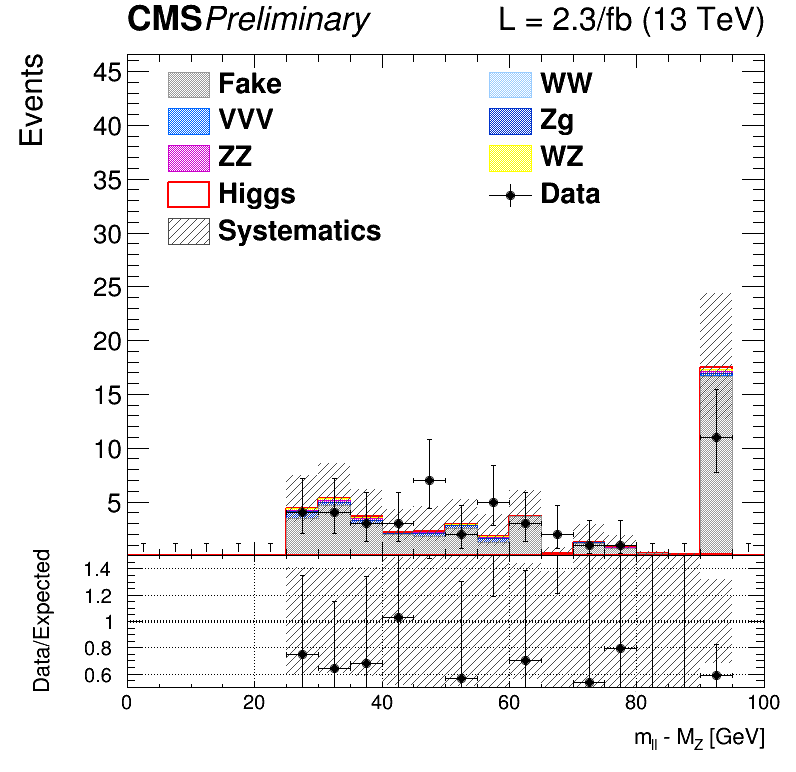 CMSPreliminary L = 2.3/fb (13 TeV)
Events
45
40
35
30
25
20
15
10
5
Fake WW
VVV Zg
ZZ WZ
Higgs Data
Systematics
Data/Expected
1.4
1.2
1
0.8
0.6
0 20 40 60 80 100
m_ll - M_Z [GeV]